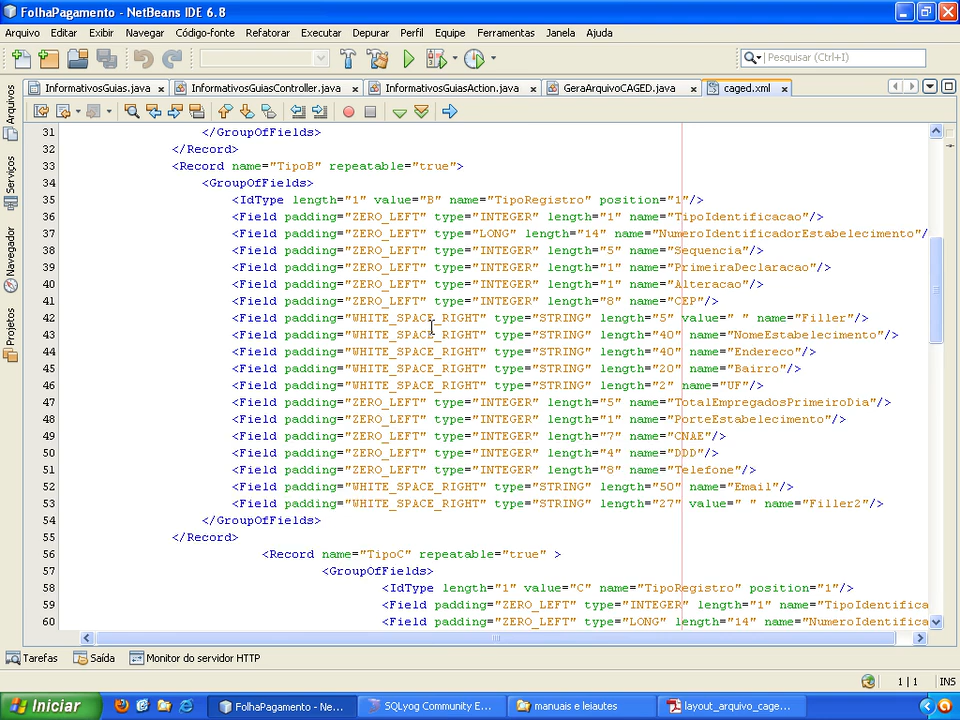 FolhaPagamento - NetBeans IDE 6.8
Arquivo Editar Exibir Navegar Código-fonte Refatorar Executar Depurar Perfil Equipe Ferramentas Janela Ajuda
Pesquisar (Ctrl+I)
InformativosGuias.java InformativosGuiasController.java InformativosGuiasAction.java GeraArquivoCAGED.java caged.xml
Arquivos
Serviços
Navegador
Projetos
31 </GroupOfFields>
32 </Record>
33 <Record name="TipoB" repeatable="true">
34 <GroupOfFields>
35 <IdType length="1" value="B" name="TipoRegistro" position="1"/>
36 <Field padding="ZERO_LEFT" type="INTEGER" length="1" name="TipoIdentificacao"/>
37 <Field padding="ZERO_LEFT" type="LONG" length="14" name="NumeroIdentificadorEstabelecimento"/
38 <Field padding="ZERO_LEFT" type="INTEGER" length="5" name="Sequencia"/>
39 <Field padding="ZERO_LEFT" type="INTEGER" length="1" name="PrimeiraDeclaracao"/>
40 <Field padding="ZERO_LEFT" type="INTEGER" length="1" name="Alteracao"/>
41 <Field padding="ZERO_LEFT" type="INTEGER" length="8" name="CEP"/>
42 <Field padding="WHITE_SPACE_RIGHT" type="STRING" length="5" value=" " name="Filler"/>
43 <Field padding="WHITE_SPACE_RIGHT" type="STRING" length="40" name="NomeEstabelecimento"/>
44 <Field padding="WHITE_SPACE_RIGHT" type="STRING" length="40" name="Endereco"/>
45 <Field padding="WHITE_SPACE_RIGHT" type="STRING" length="20" name="Bairro"/>
46 <Field padding="WHITE_SPACE_RIGHT" type="STRING" length="2" name="UF"/>
47 <Field padding="ZERO_LEFT" type="INTEGER" length="5" name="TotalEmpregadosPrimeiroDia"/>
48 <Field padding="ZERO_LEFT" type="INTEGER" length="1" name="PorteEstabelecimento"/>
49 <Field padding="ZERO_LEFT" type="INTEGER" length="7" name="CNAE"/>
50 <Field padding="ZERO_LEFT" type="INTEGER" length="4" name="DDD"/>
51 <Field padding="ZERO_LEFT" type="INTEGER" length="8" name="Telefone"/>
52 <Field padding="WHITE_SPACE_RIGHT" type="STRING" length="50" name="Email"/>
53 <Field padding="WHITE_SPACE_RIGHT" type="STRING" length="27" value=" " name="Filler2"/>
54 </GroupOfFields>
55 </Record>
56 <Record name="TipoC" repeatable="true" >
57 <GroupOfFields>
58 <IdType length="1" value="C" name="TipoRegistro" position="1"/>
59 <Field padding="ZERO_LEFT" type="INTEGER" length="1" name="TipoIdentifica
60 <Field padding="ZERO_LEFT" type="LONG" length="14" name="NumeroIdentifica
Tarefas Saída Monitor do servidor HTTP
1 | 1 INS
Iniciar FolhaPagamento - Ne... SQLyog Community E... manuais e leiautes layout_arquivo_cage...